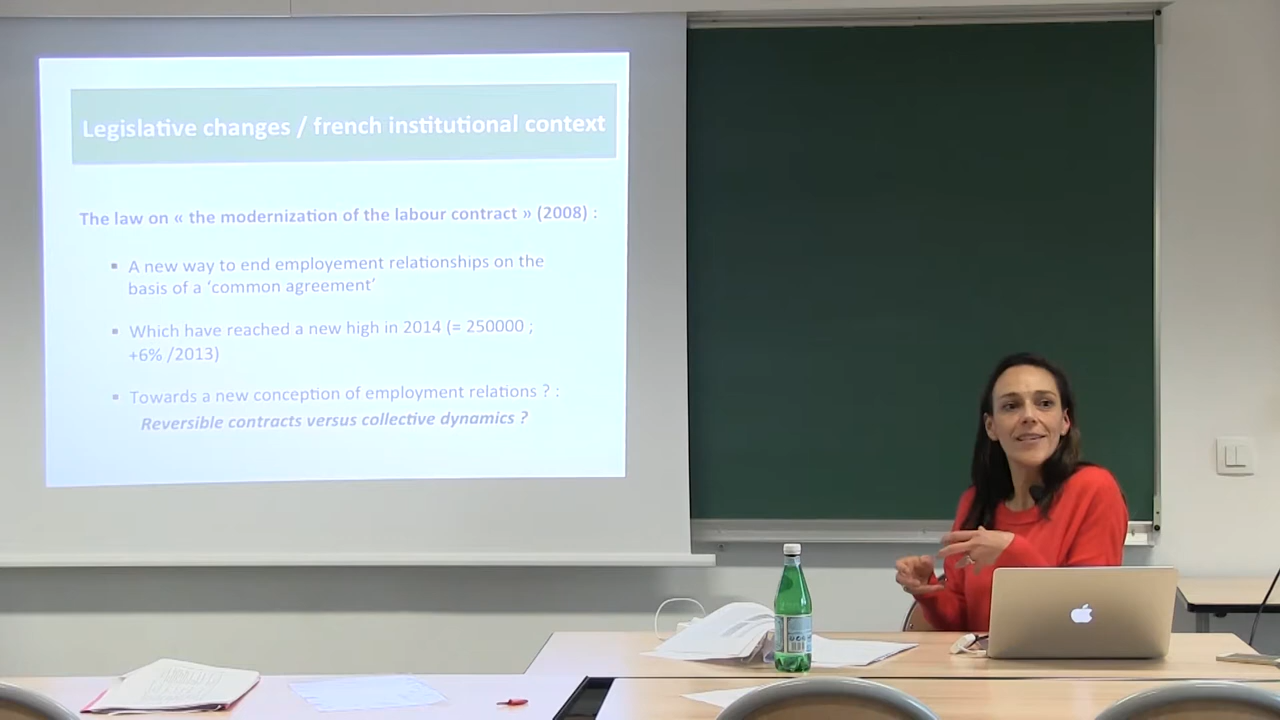 Legislative changes / french institutional context
The law on « the modernization of the labour contract » (2008) :
▪ A new way to end employement relationships on the
basis of a ‘common agreement’
▪ Which have reached a new high in 2014 (= 250000 ;
+6% /2013)
▪ Towards a new conception of employment relations ? :
Reversible contracts versus collective dynamics ?